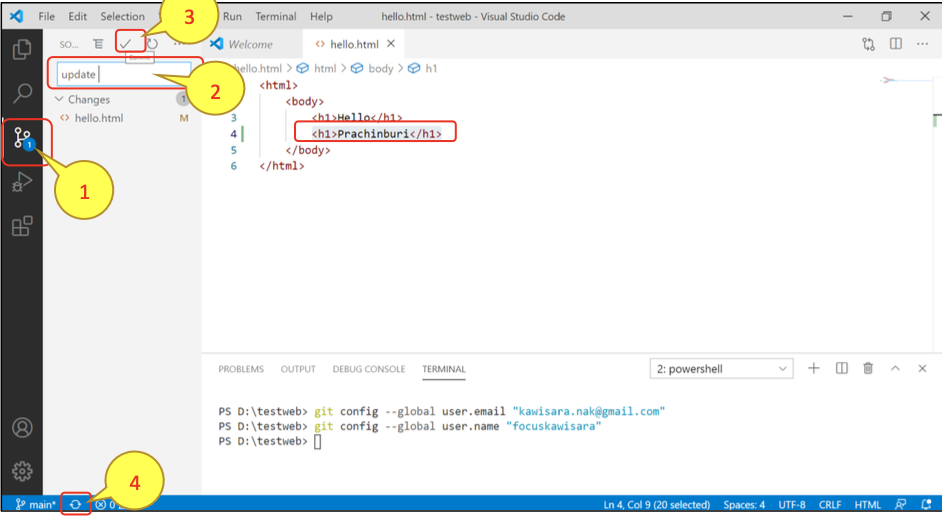 File Edit Selection Run Terminal Help hello.html - testweb - Visual Studio Code
3
SO... ...
Welcome
hello.html
...
update
2
hello.html > html > body > h1
Changes 1
hello.html M
1
1
<html>
<body>
3 <h1>Hello</h1>
4 <h1>Prachinburi</h1>
5 </body>
6 </html>
PROBLEMS OUTPUT DEBUG CONSOLE TERMINAL 2: powershell
PS D:\testweb> git config --global user.email "kawisara.nak@gmail.com"
PS D:\testweb> git config --global user.name "focuskawisara"
PS D:\testweb>
4
main* 0 Ln 4, Col 9 (20 selected) Spaces: 4 UTF-8 CRLF HTML